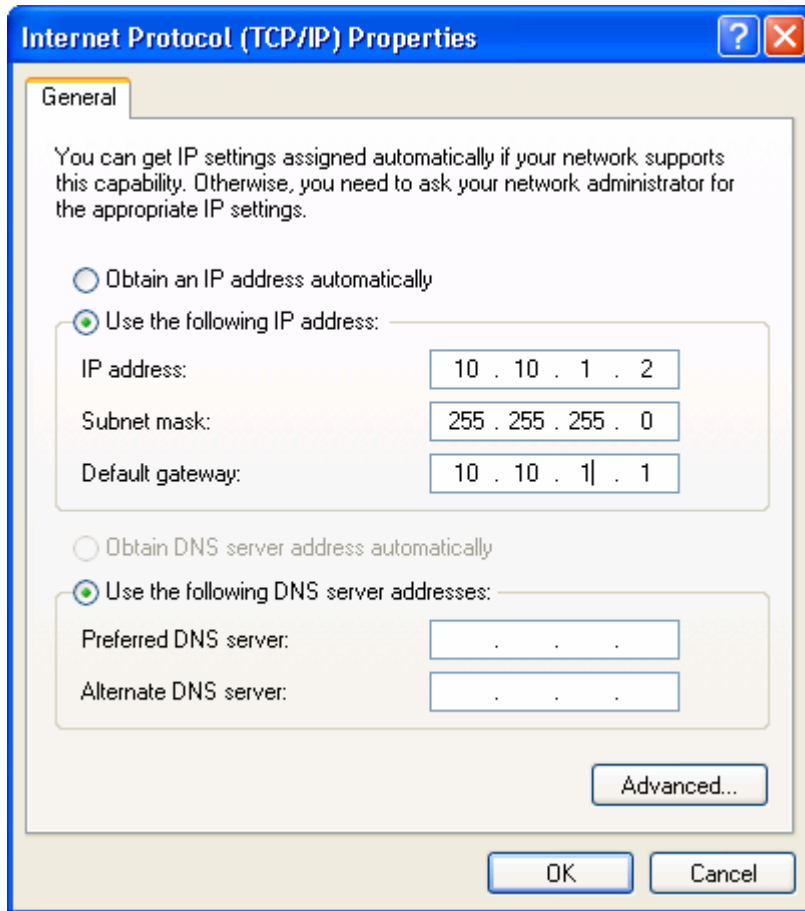 Internet Protocol (TCP/IP) Properties
General
You can get IP settings assigned automatically if your network supports
this capability. Otherwise, you need to ask your network administrator for
the appropriate IP settings.
Obtain an IP address automatically
Use the following IP address:
IP address: 10 . 10 . 1 . 2
Subnet mask: 255 . 255 . 255 . 0
Default gateway: 10 . 10 . 1 . 1
Obtain DNS server address automatically
Use the following DNS server addresses:
Preferred DNS server: . . .
Alternate DNS server: . . .
Advanced...
OK Cancel